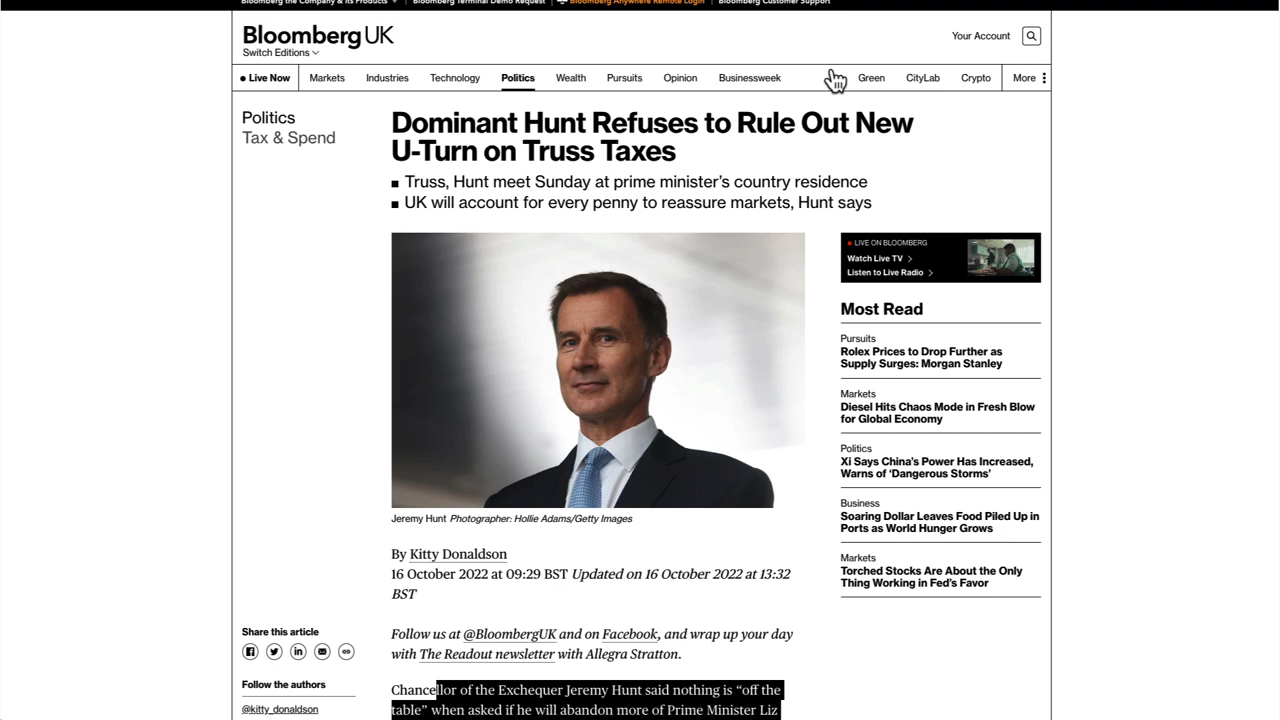 Bloomberg the Company & Its Products
Bloomberg Terminal Demo Request
Bloomberg Anywhere Remote Login
Bloomberg Customer Support
Bloomberg UK
Switch Editions
Your Account
Live Now
Markets
Industries
Technology
Politics
Wealth
Pursuits
Opinion
Businessweek
Green
CityLab
Crypto
More
Politics
Tax & Spend
Dominant Hunt Refuses to Rule Out New
U-Turn on Truss Taxes
Truss, Hunt meet Sunday at prime minister's country residence
UK will account for every penny to reassure markets, Hunt says
LIVE ON BLOOMBERG
Watch Live TV
Listen to Live Radio
Most Read
Pursuits
Rolex Prices to Drop Further as
Supply Surges: Morgan Stanley
Markets
Diesel Hits Chaos Mode in Fresh Blow
for Global Economy
Politics
Xi Says China's Power Has Increased,
Warns of 'Dangerous Storms'
Business
Soaring Dollar Leaves Food Piled Up in
Ports as World Hunger Grows
Markets
Torched Stocks Are About the Only
Thing Working in Fed's Favor
Jeremy Hunt Photographer: Hollie Adams/Getty Images
By Kitty Donaldson
16 October 2022 at 09:29 BST Updated on 16 October 2022 at 13:32
BST
Share this article
Follow the authors
@kitty_donaldson
Follow us at @BloombergUK and on Facebook, and wrap up your day
with The Readout newsletter with Allegra Stratton.
Chancellor of the Exchequer Jeremy Hunt said nothing is “off the
table” when asked if he will abandon more of Prime Minister Liz